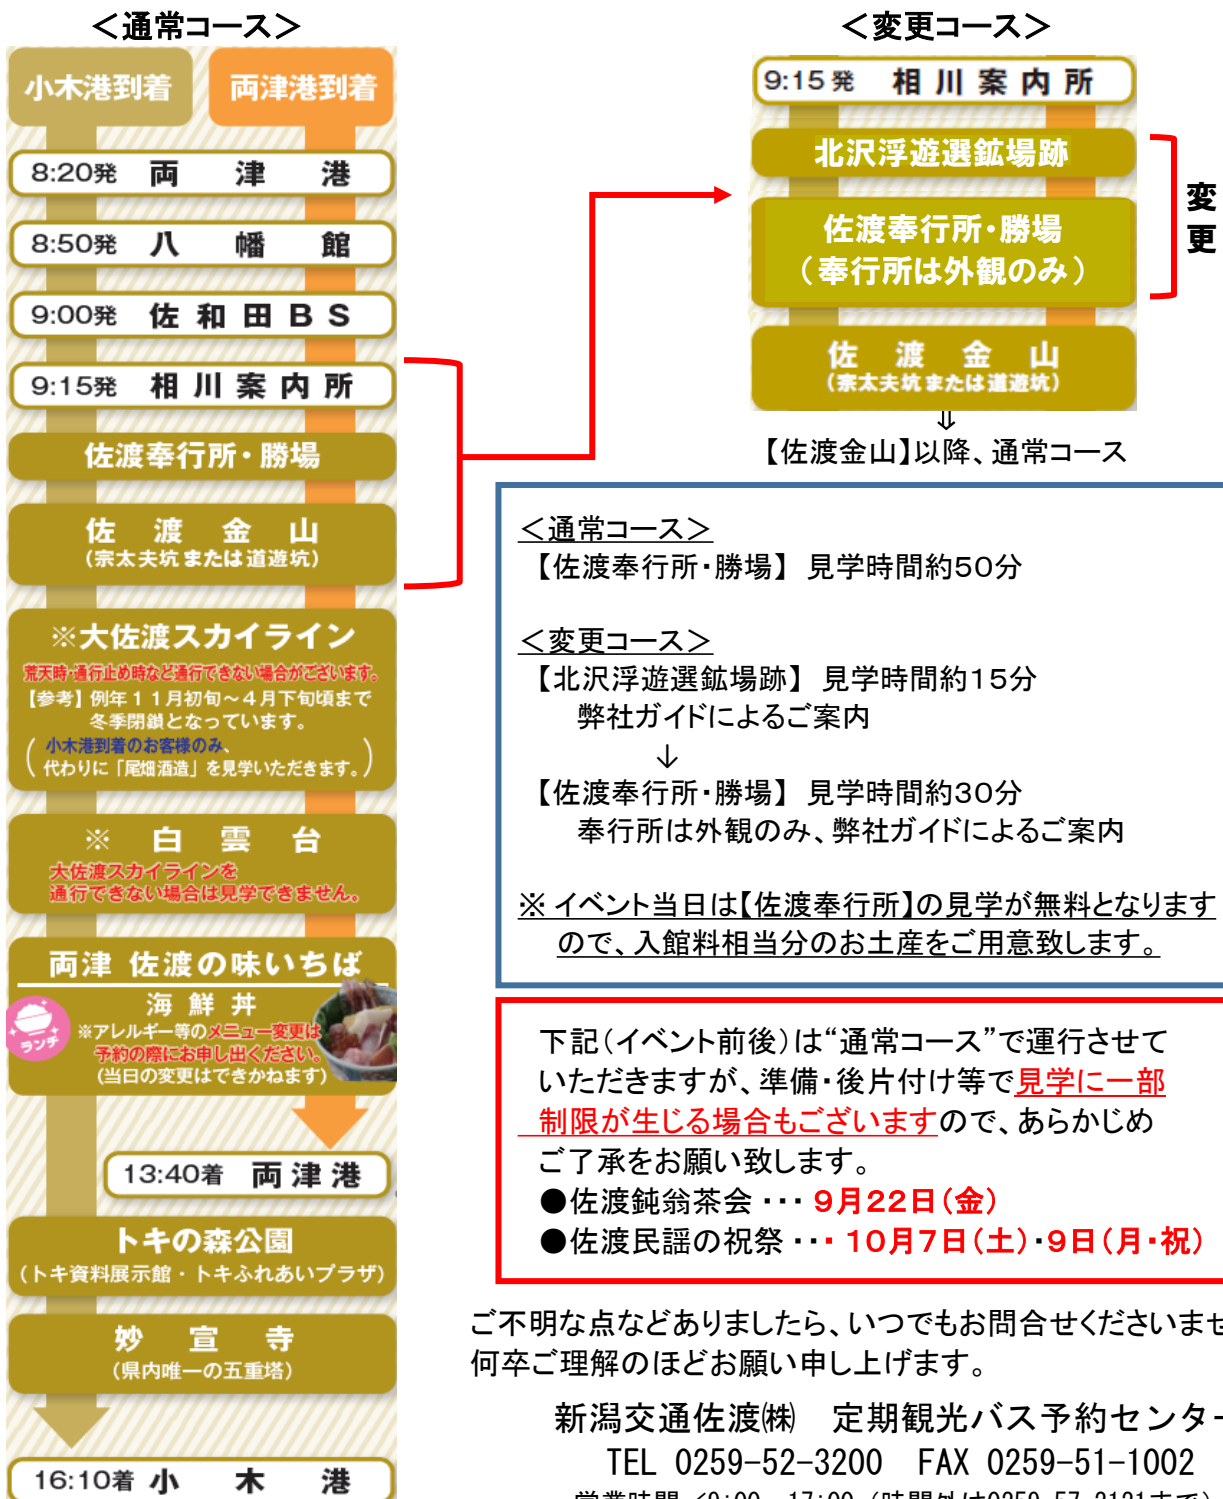 ＜通常コース＞
小木港到着
両津港到着
8:20発 両津港
8:50発 八幡館
9:00発 佐和田BS
9:15発 相川案内所
佐渡奉行所・勝場
佐渡金山
(宗太夫坑または道遊坑)
※大佐渡スカイライン
荒天時・通行止め時など通行できない場合がございます。
【参考】例年11月初旬～4月下旬頃まで
冬季閉鎖となっています。
(小木港到着のお客様のみ、
代わりに「尾畑酒造」を見学いただきます。)
※白雲台
大佐渡スカイラインを
通行できない場合は見学できません。
両津 佐渡の味いちば
ランチ
海鮮丼
※アレルギー等のメニュー変更は
予約の際にお申し出ください。
(当日の変更はできかねます)
13:40着 両津港
トキの森公園
(トキ資料展示館・トキふれあいプラザ)
妙宣寺
(県内唯一の五重塔)
16:10着 小木港
＜変更コース＞
9:15発 相川案内所
北沢浮遊選鉱場跡
佐渡奉行所・勝場
(奉行所は外観のみ)
変更
佐渡金山
(宗太夫坑または道遊坑)
⇓
【佐渡金山】以降、通常コース
＜通常コース＞
【佐渡奉行所・勝場】 見学時間約50分
＜変更コース＞
【北沢浮遊選鉱場跡】 見学時間約15分
弊社ガイドによるご案内
↓
【佐渡奉行所・勝場】 見学時間約30分
奉行所は外観のみ、弊社ガイドによるご案内
※ イベント当日は【佐渡奉行所】の見学が無料となります
ので、入館料相当分のお土産をご用意致します。
下記(イベント前後)は“通常コース”で運行させて
いただきますが、準備・後片付け等で見学に一部
制限が生じる場合もございますので、あらかじめ
ご了承をお願い致します。
●佐渡鈍翁茶会 ・・・ 9月22日(金)
●佐渡民謡の祝祭 ・・・ 10月7日(土)・9日(月・祝)
ご不明な点などありましたら、いつでもお問合せくださいませ
何卒ご理解のほどお願い申し上げます。
新潟交通佐渡㈱ 定期観光バス予約センター
TEL 0259-52-3200 FAX 0259-51-1002